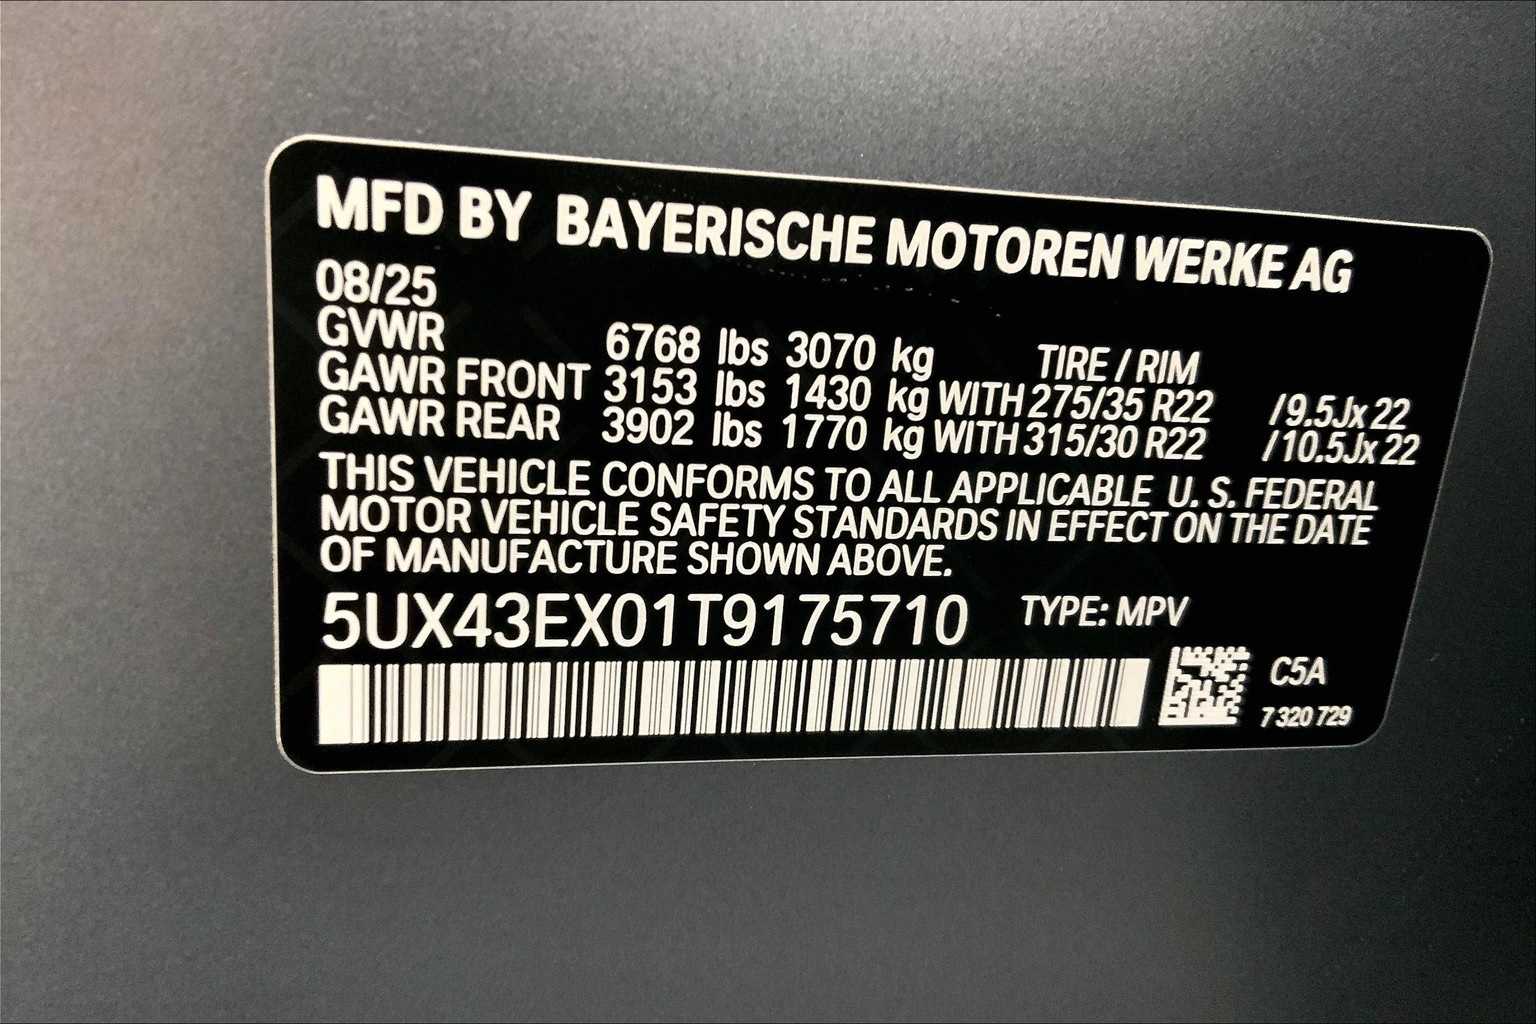 MFD BY BAYERISCHE MOTOREN WERKE AG
08/25
GVWR 6768 lbs 3070 kg TIRE / RIM
GAWR FRONT 3153 lbs 1430 kg WITH 275/35 R22 /9.5Jx22
GAWR REAR 3902 lbs 1770 kg WITH 315/30 R22 /10.5Jx22
THIS VEHICLE CONFORMS TO ALL APPLICABLE U. S. FEDERAL
MOTOR VEHICLE SAFETY STANDARDS IN EFFECT ON THE DATE
OF MANUFACTURE SHOWN ABOVE.
5UX43EX01T9175710 TYPE: MPV
C5A
7 320 729